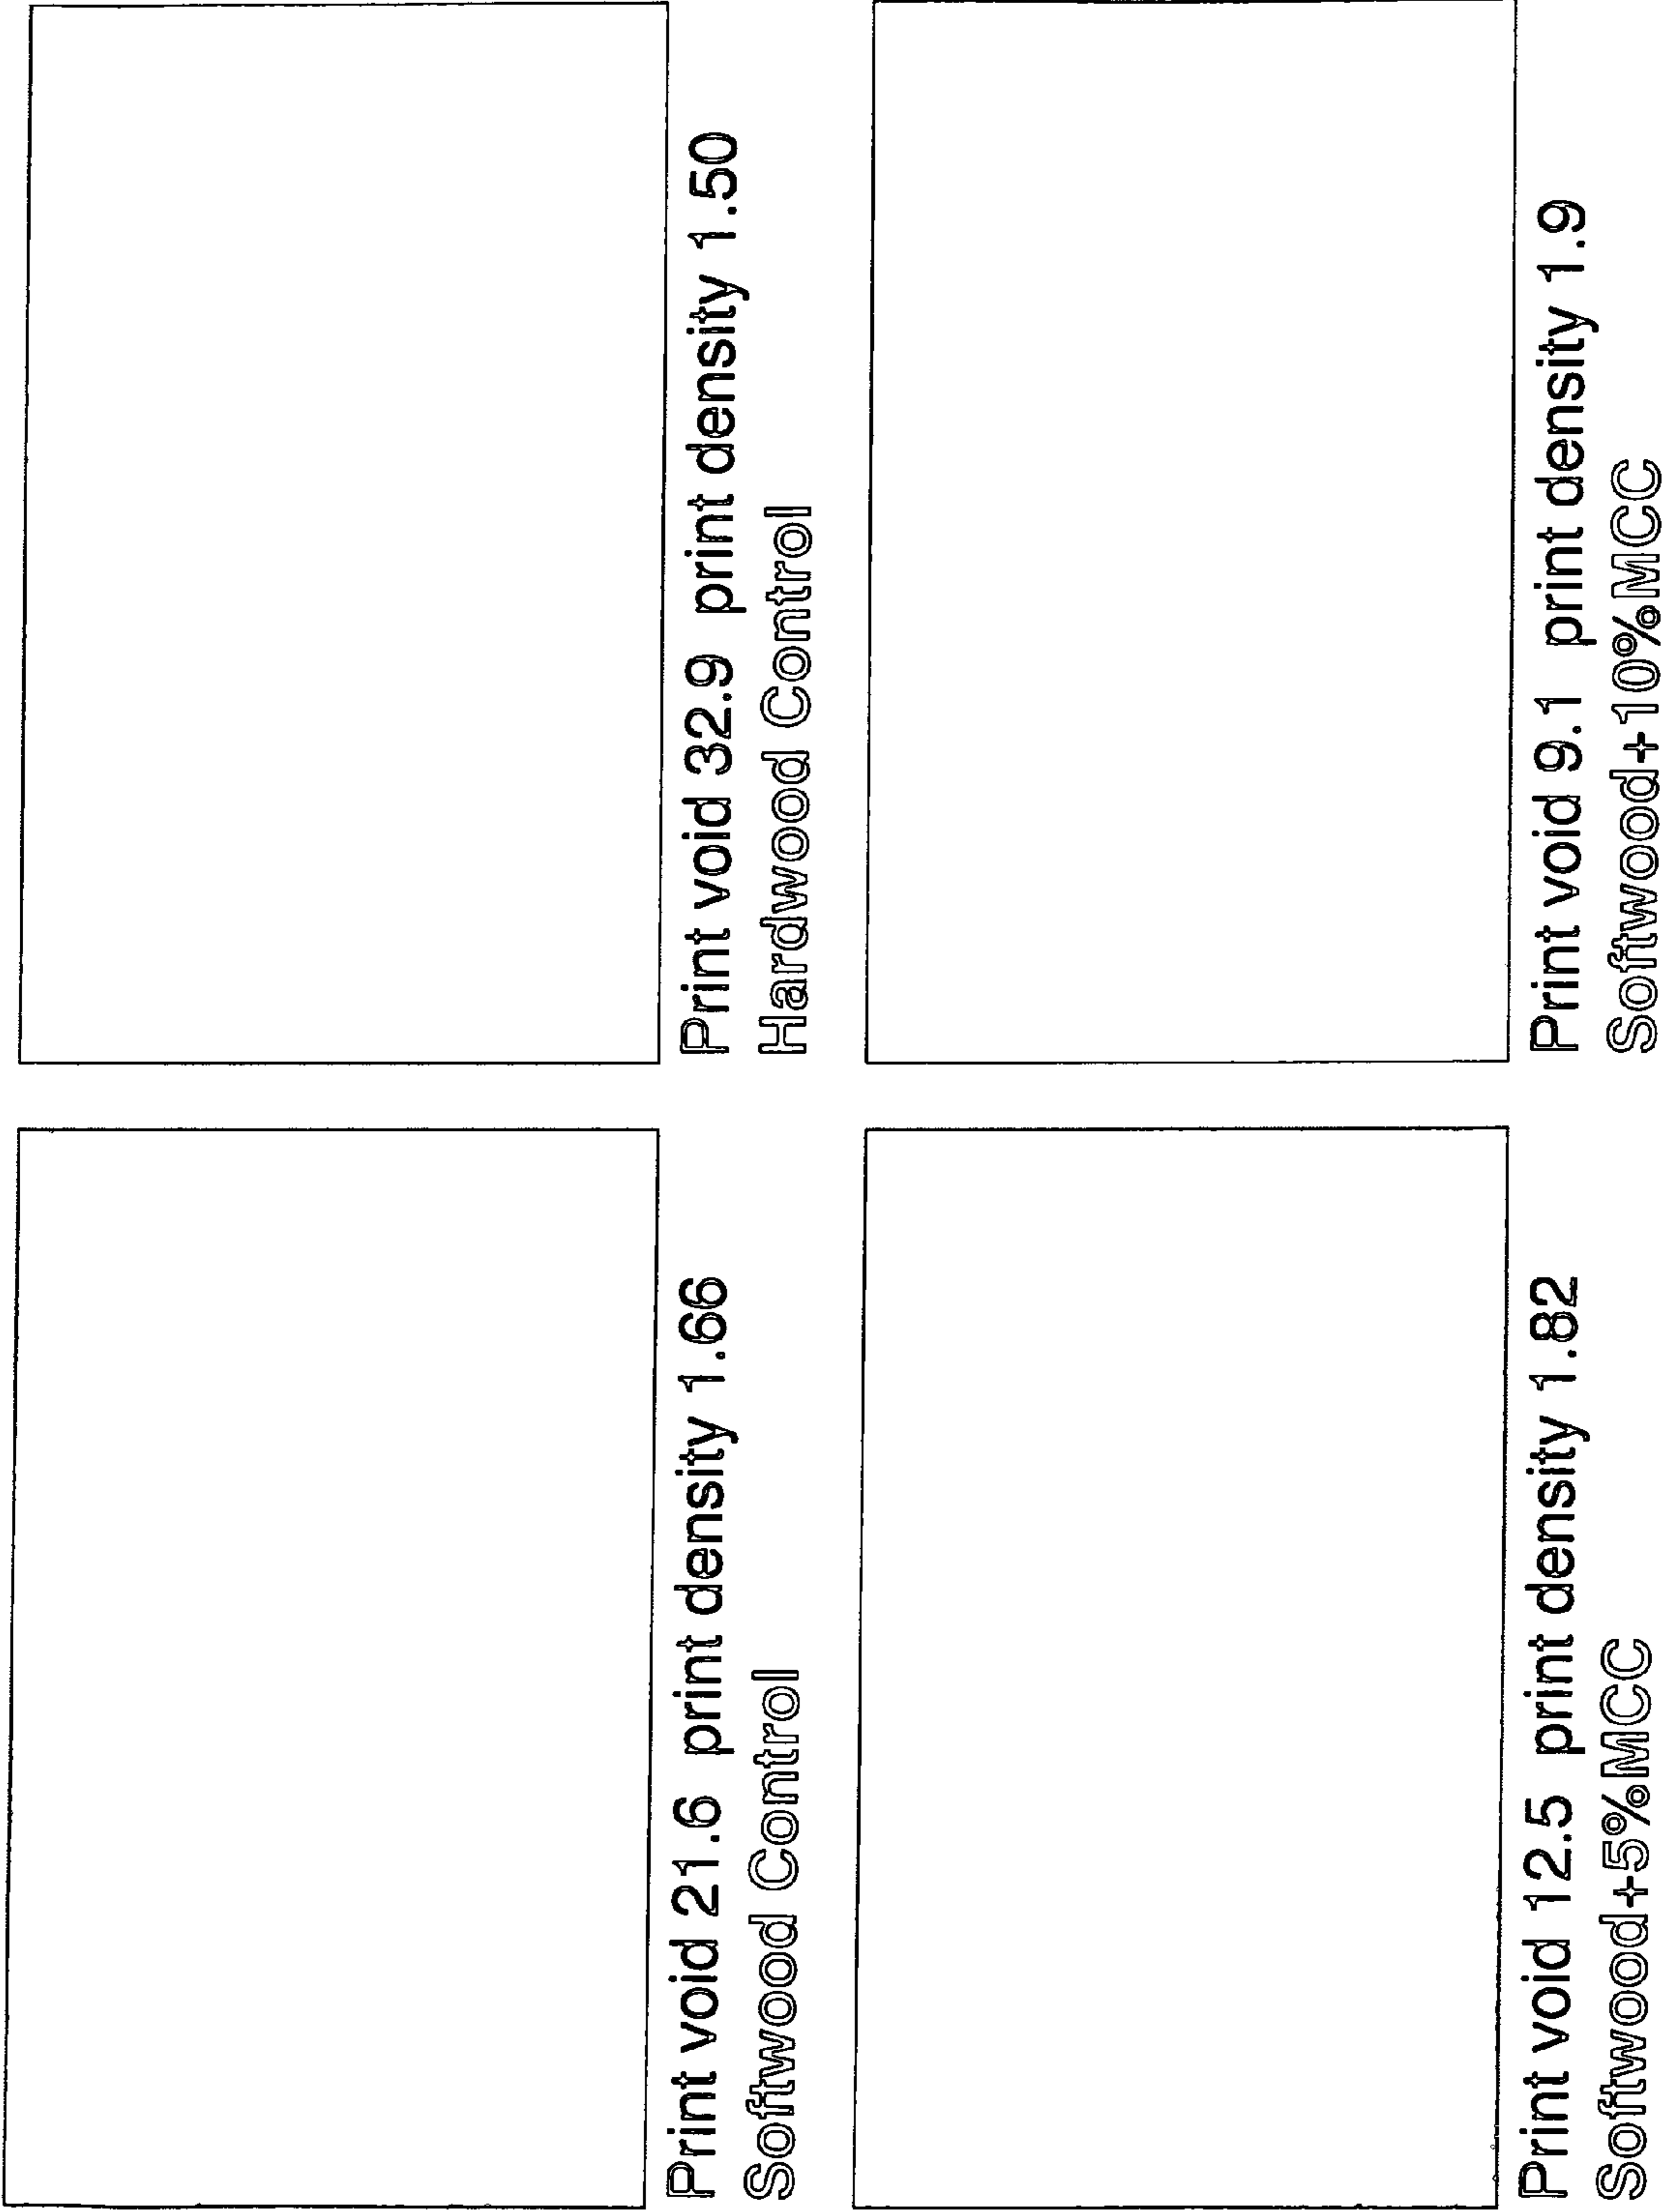 Print void 21.6 print density 1.66
Softwood Control
Print void 32.9 print density 1.50
Hardwood Control
Print void 12.5 print density 1.82
Softwood+5%MCC
Print void 9.1 print density 1.9
Softwood+10%MCC